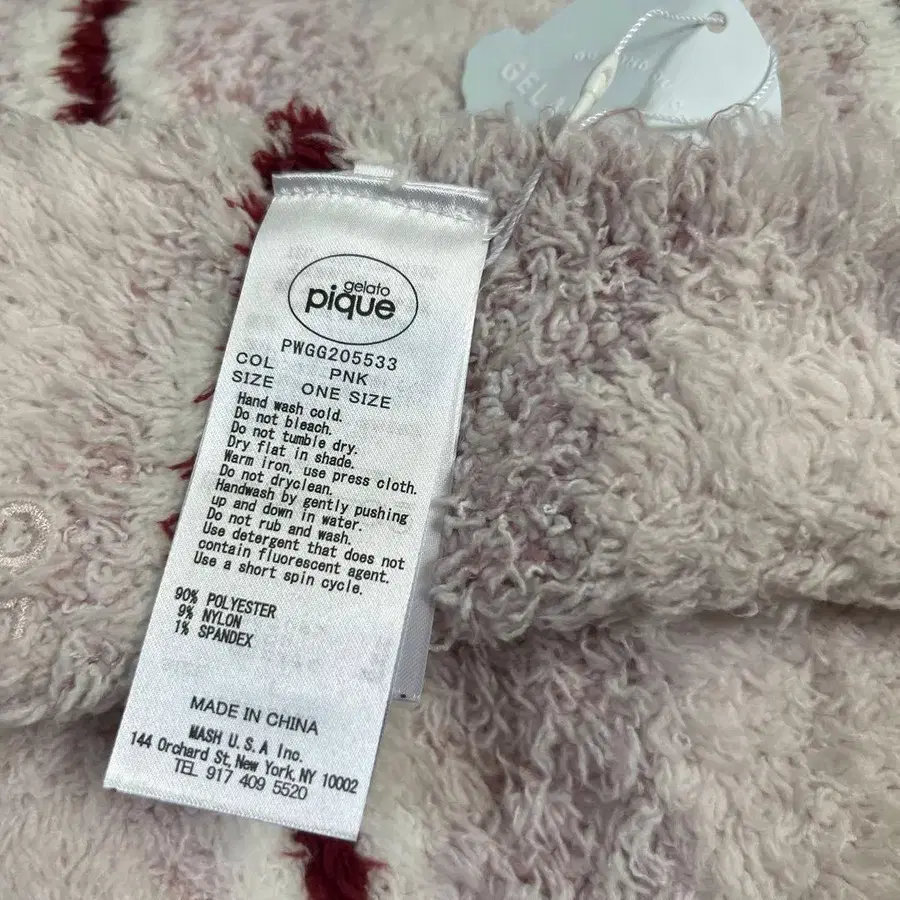 GEL
gelato
pique
PWGG205533
COL PNK
SIZE ONE SIZE
Hand wash cold.
Do not bleach.
Do not tumble dry.
Dry flat in shade.
Warm iron, use press cloth.
Do not dryclean.
Handwash by gently pushing
up and down in water.
Do not rub and wash.
Use detergent that does not
contain fluorescent agent.
Use a short spin cycle.
90% POLYESTER
9% NYLON
1% SPANDEX
MADE IN CHINA
MASH U.S.A Inc.
144 Orchard St, New York, NY 10002
TEL 917 409 5520